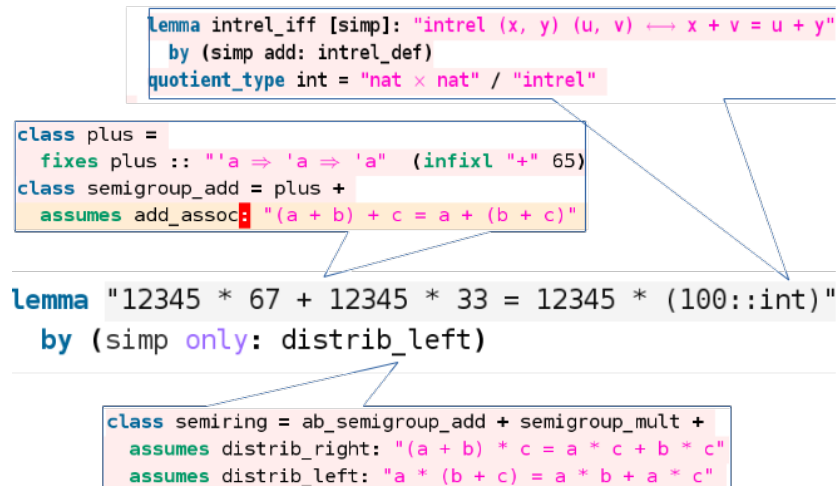 lemma intrel_iff [simp]: "intrel (x, y) (u, v) ⟷ x + v = u + y"
by (simp add: intrel_def)
quotient_type int = "nat × nat" / "intrel"
class plus =
fixes plus :: "'a ⇒ 'a ⇒ 'a" (infixl "+" 65)
class semigroup_add = plus +
assumes add_assoc: "(a + b) + c = a + (b + c)"
lemma "12345 * 67 + 12345 * 33 = 12345 * (100::int)"
by (simp only: distrib_left)
class semiring = ab_semigroup_add + semigroup_mult +
assumes distrib_right: "(a + b) * c = a * c + b * c"
assumes distrib_left: "a * (b + c) = a * b + a * c"